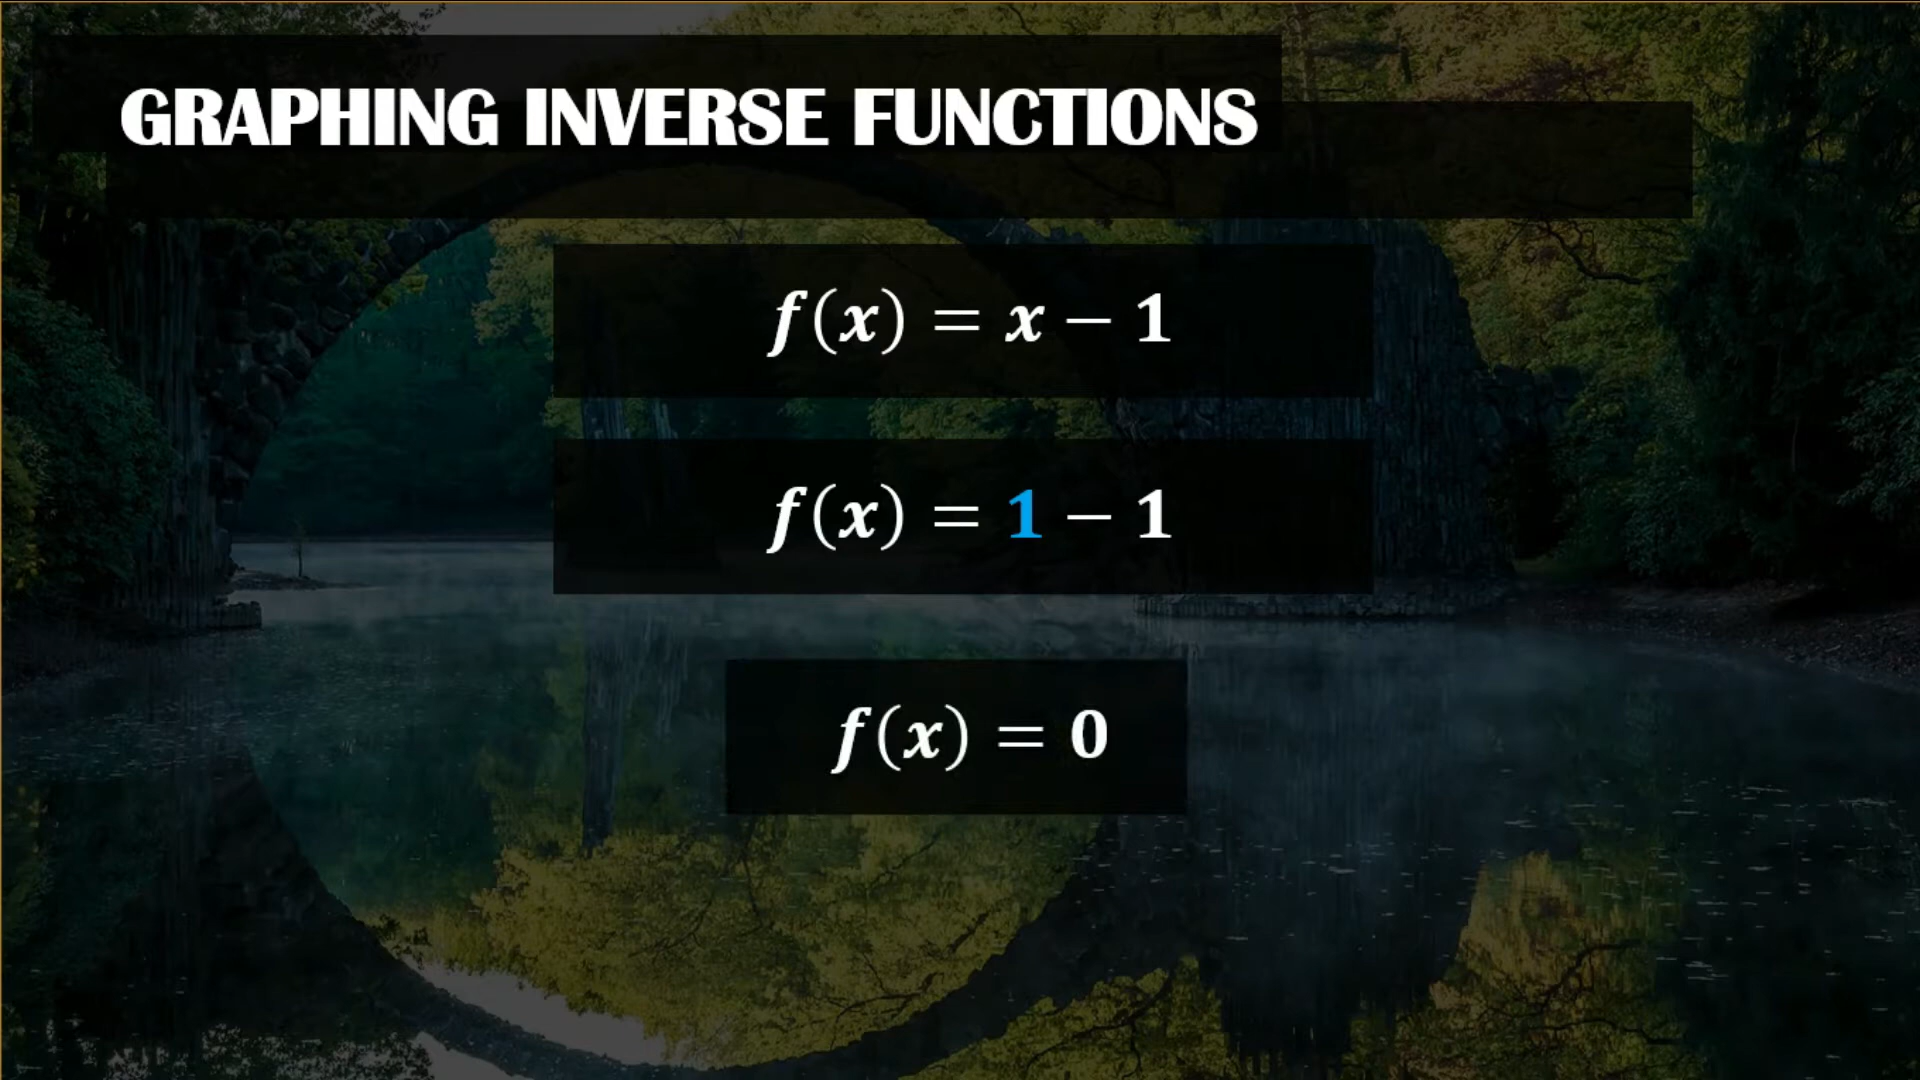 GRAPHING INVERSE FUNCTIONS
f(x) = x − 1
f(x) = 1 − 1
f(x) = 0